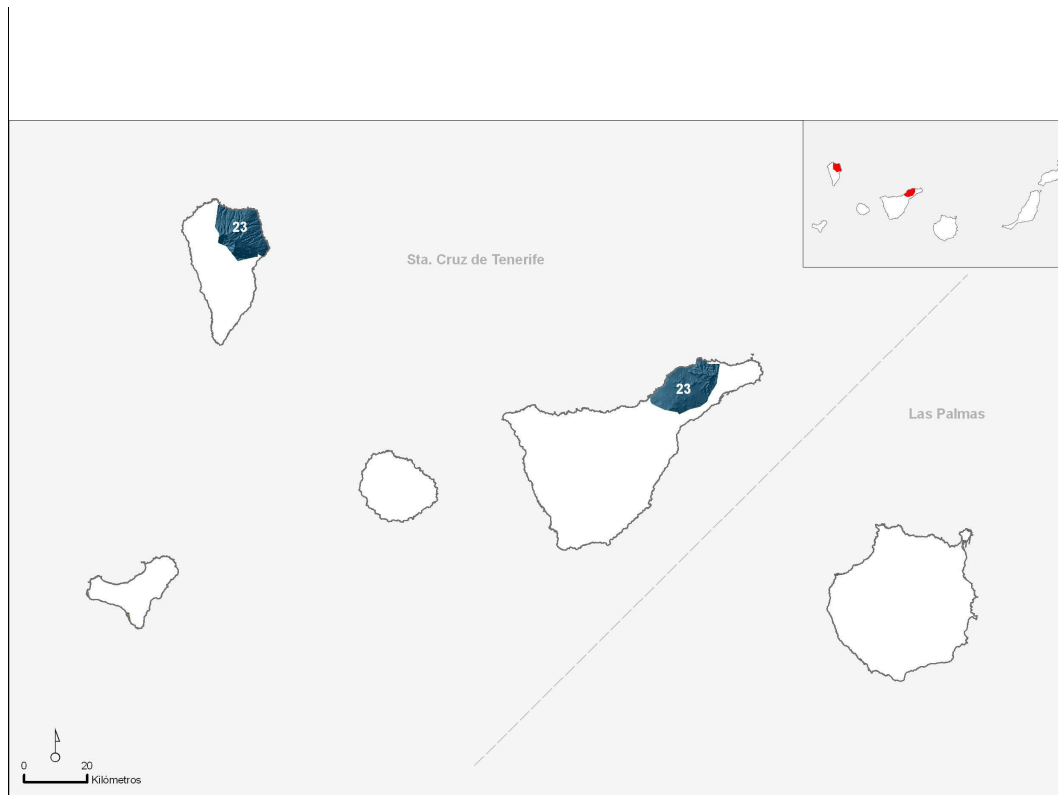 23
Sta. Cruz de Tenerife
23
Las Palmas
0 20
Kilómetros